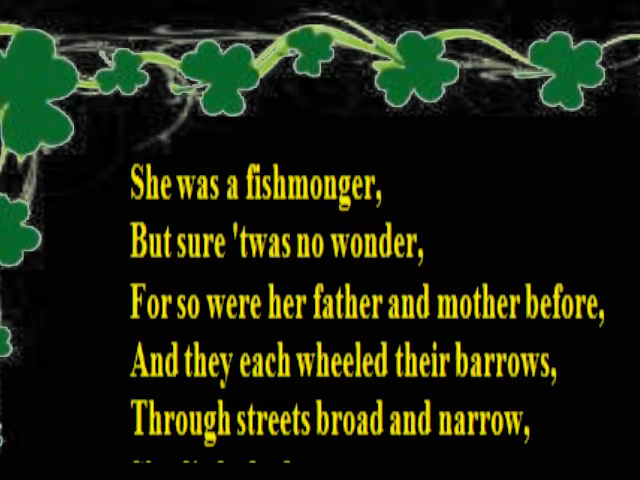 She was a fishmonger,
But sure 'twas no wonder,
For so were her father and mother before,
And they each wheeled their barrows,
Through streets broad and narrow,